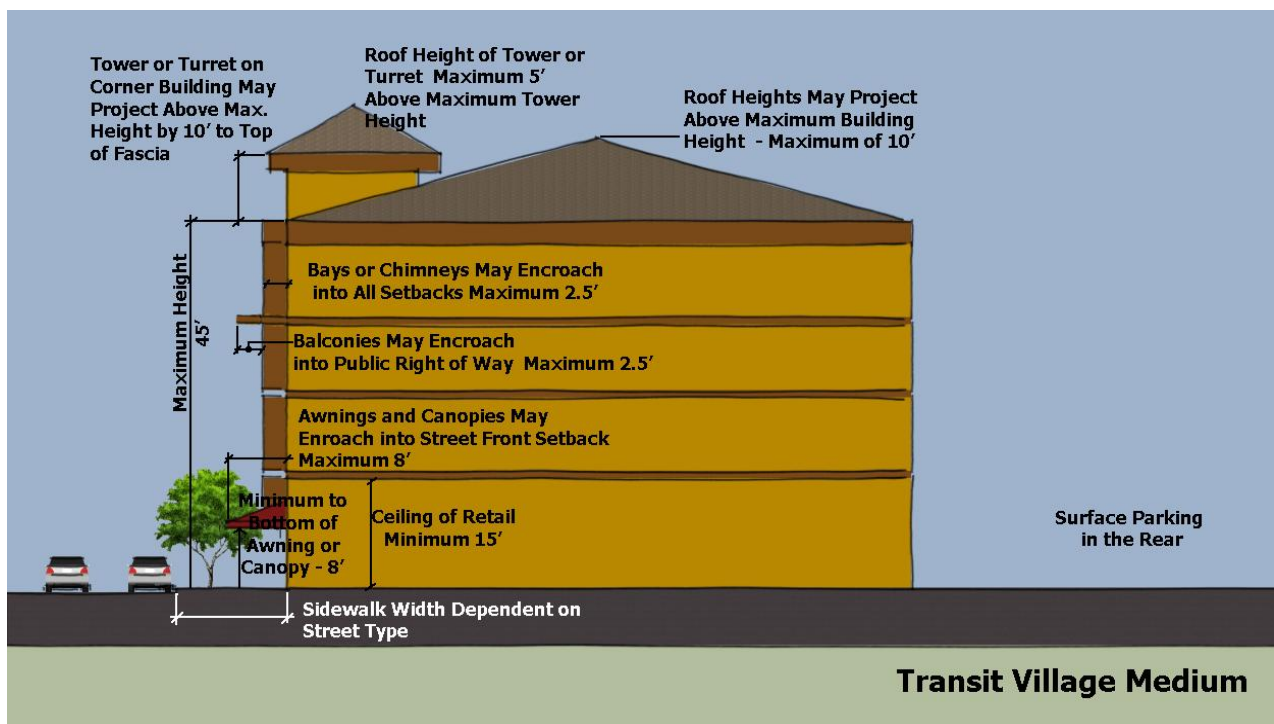 Tower or Turret on
Corner Building May
Project Above Max.
Height by 10' to Top
of Fascia
Roof Height of Tower or
Turret Maximum 5'
Above Maximum Tower
Height
Roof Heights May Project
Above Maximum Building
Height - Maximum of 10'
Maximum Height
45'
Bays or Chimneys May Encroach
into All Setbacks Maximum 2.5'
Balconies May Encroach
into Public Right of Way Maximum 2.5'
Awnings and Canopies May
Enroach into Street Front Setback
Maximum 8'
Minimum to
Bottom of
Awning or
Canopy - 8'
Ceiling of Retail
Minimum 15'
Surface Parking
in the Rear
Sidewalk Width Dependent on
Street Type
Transit Village Medium